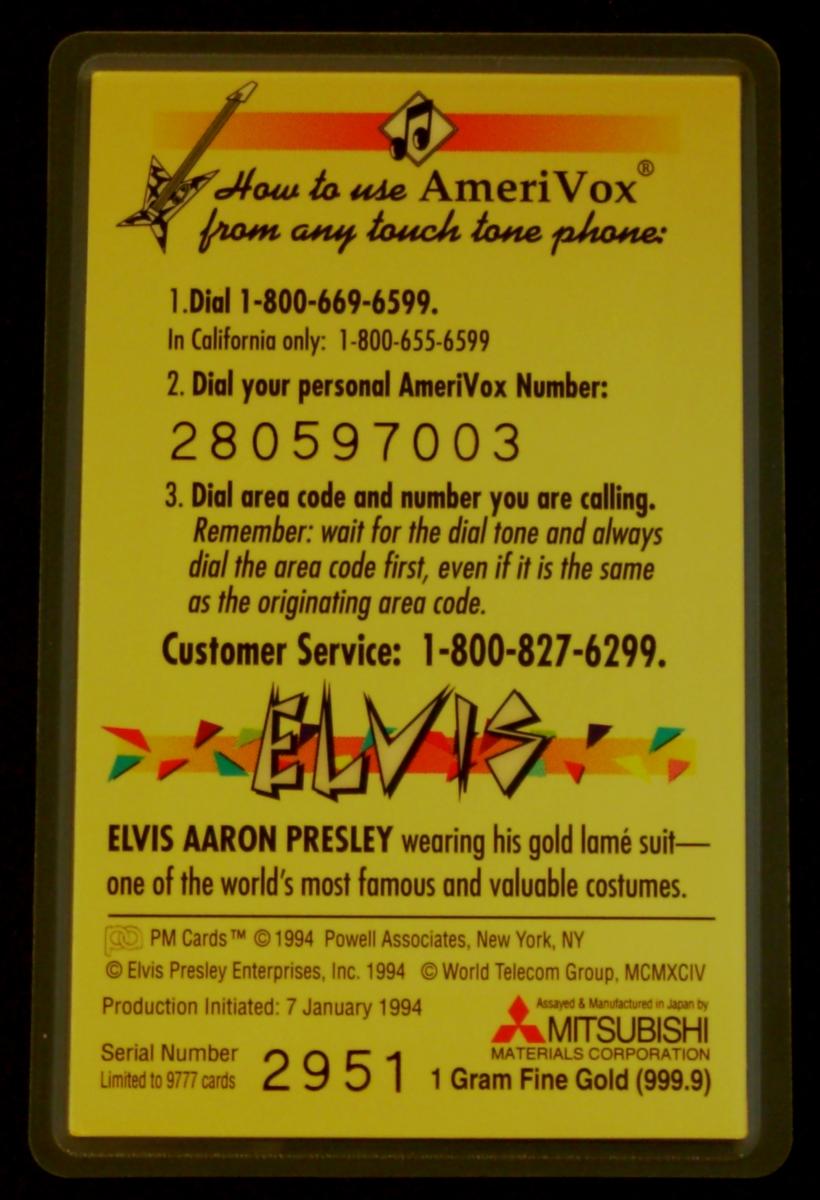 How to use AmeriVox®
from any touch tone phone:
1.Dial 1-800-669-6599.
In California only: 1-800-655-6599
2. Dial your personal AmeriVox Number:
280597003
3. Dial area code and number you are calling.
Remember: wait for the dial tone and always
dial the area code first, even if it is the same
as the originating area code.
Customer Service: 1-800-827-6299.
ELVIS
ELVIS AARON PRESLEY wearing his gold lamé suit—
one of the world's most famous and valuable costumes.
PM Cards™ ©1994 Powell Associates, New York, NY
© Elvis Presley Enterprises, Inc. 1994 © World Telecom Group, MCMXCIV
Production Initiated: 7 January 1994
Assayed & Manufactured in Japan by
MITSUBISHI
MATERIALS CORPORATION
Serial Number
Limited to 9777 cards
2951
1 Gram Fine Gold (999.9)